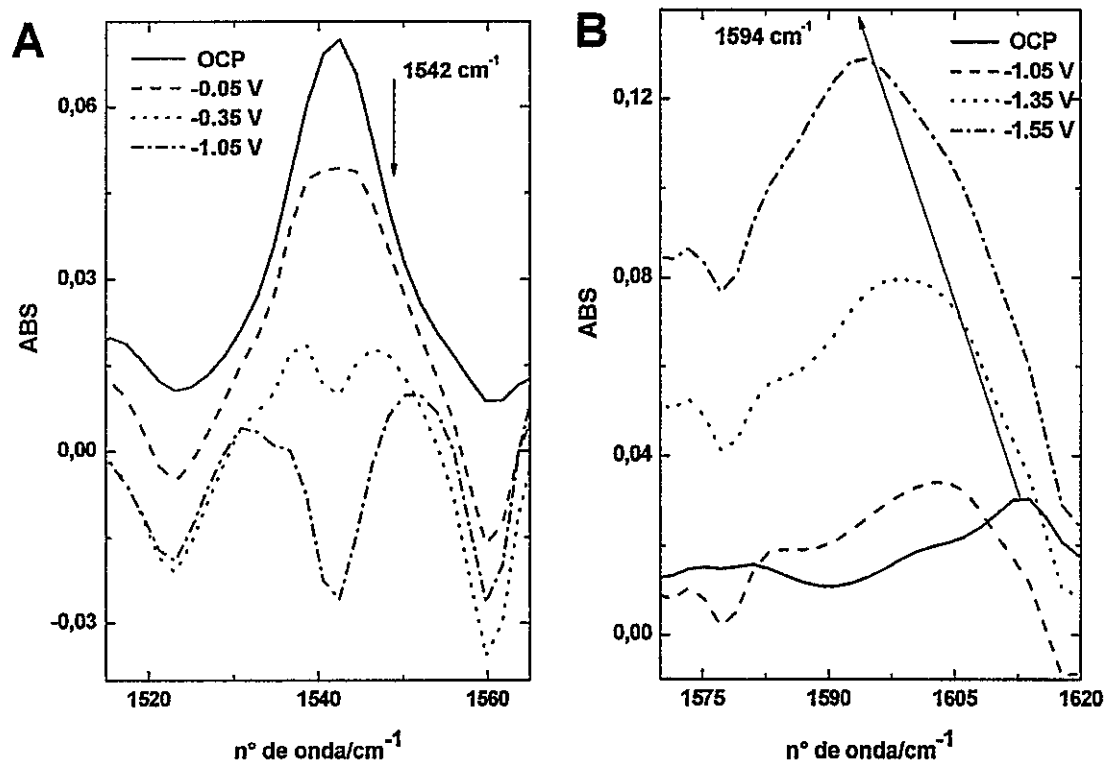 A
OCP
-0.05 V
-0.35 V
-1.05 V
1542 cm⁻¹
0,06
0,03
0,00
-0,03
ABS
1520
1540
1560
n° de onda/cm⁻¹
B
1594 cm⁻¹
OCP
-1.05 V
-1.35 V
-1.55 V
0,12
0,08
0,04
0,00
ABS
1575
1590
1605
1620
n° de onda/cm⁻¹